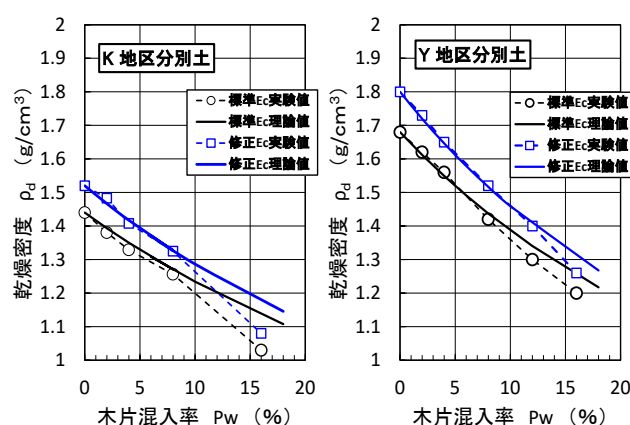 K 地区分別土
標準Ec実験値
標準Ec理論値
修正Ec実験値
修正Ec理論値
乾燥密度 ρd （g/cm³）
2
1.9
1.8
1.7
1.6
1.5
1.4
1.3
1.2
1.1
1
0 5 10 15 20
木片混入率 Pw （%）
Y 地区分別土
標準Ec実験値
標準Ec理論値
修正Ec実験値
修正Ec理論値
乾燥密度 ρd （g/cm³）
2
1.9
1.8
1.7
1.6
1.5
1.4
1.3
1.2
1.1
1
0 5 10 15 20
木片混入率 Pw （%）